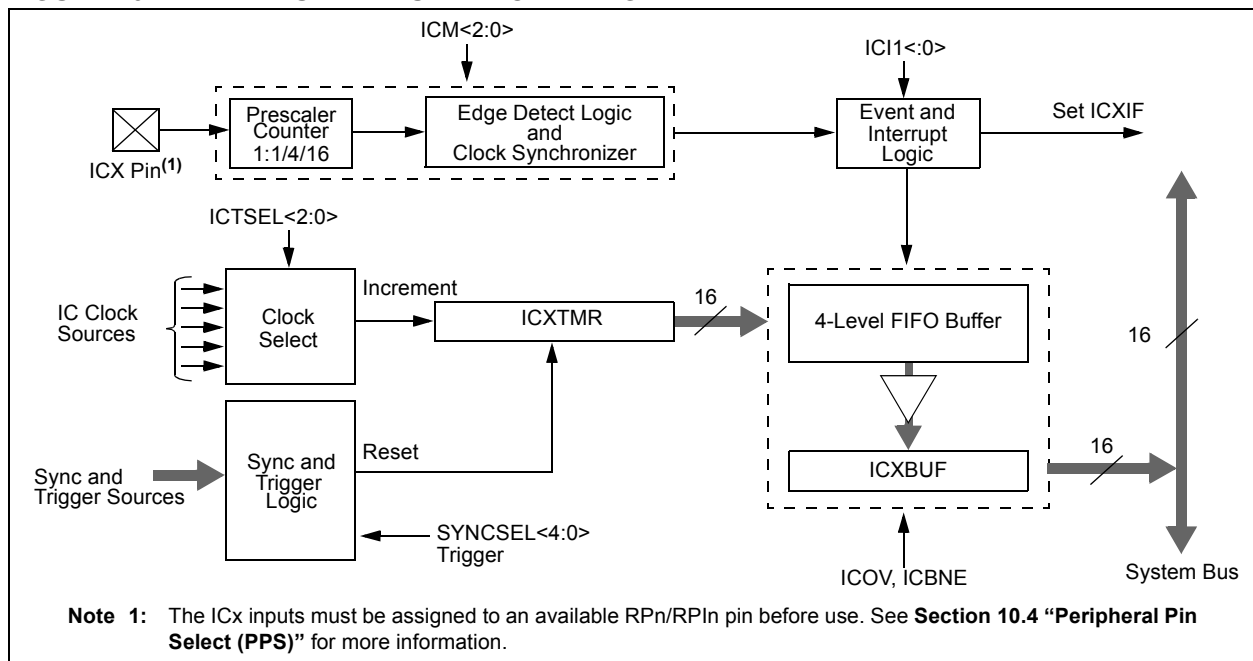 ICM<2:0>
ICI1<:0>
Prescaler
Counter
1:1/4/16
Edge Detect Logic
and
Clock Synchronizer
Event and
Interrupt
Logic
Set ICXIF
ICX Pin(1)
ICTSEL<2:0>
IC Clock
Sources
Clock
Select
Increment
ICXTMR
16
4-Level FIFO Buffer
16
Sync and
Trigger Sources
Sync and
Trigger
Logic
Reset
SYNCSEL<4:0>
Trigger
ICXBUF
16
ICOV, ICBNE
System Bus
Note 1: The ICx inputs must be assigned to an available RPn/RPIn pin before use. See Section 10.4 “Peripheral Pin
Select (PPS)” for more information.